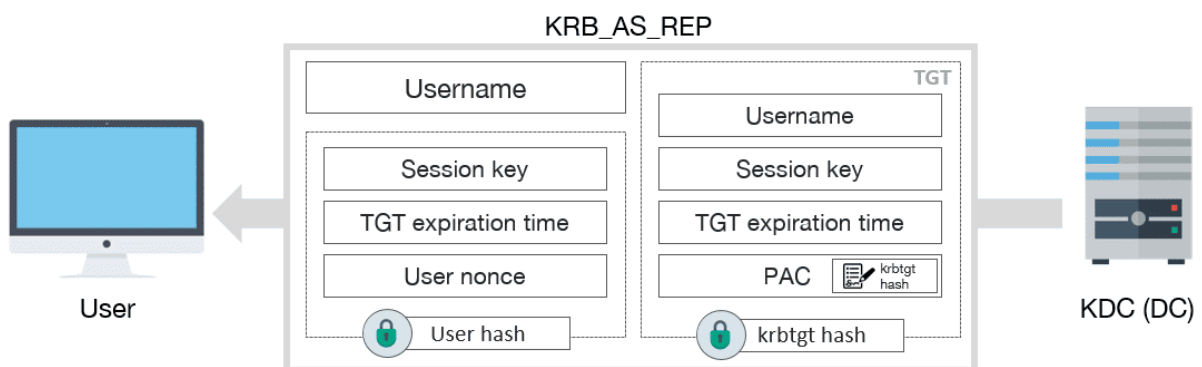 KRB_AS_REP
Username
Session key
TGT expiration time
User nonce
User hash
TGT
Username
Session key
TGT expiration time
PAC
krbtgt
hash
krbtgt hash
User
KDC (DC)